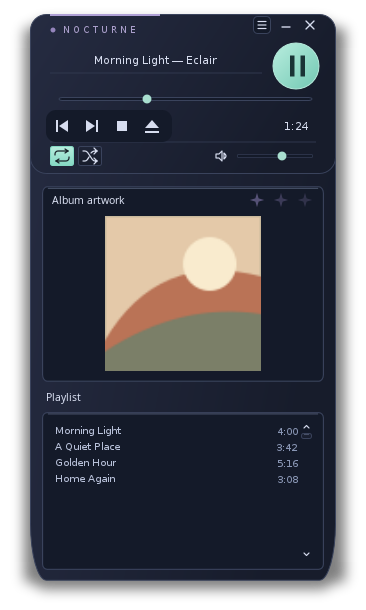 NOCTURNE
Morning Light — Eclair
1:24
Album artwork
Playlist
Morning Light 4:00
A Quiet Place 3:42
Golden Hour 5:16
Home Again 3:08